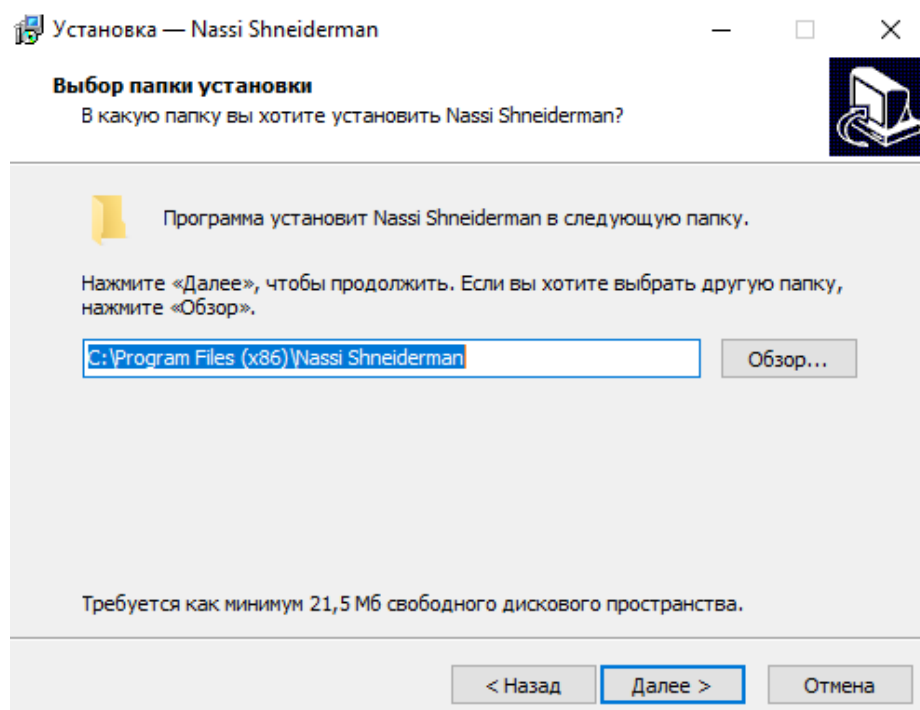 Установка — Nassi Shneiderman
Выбор папки установки
В какую папку вы хотите установить Nassi Shneiderman?
Программа установит Nassi Shneiderman в следующую папку.
Нажмите «Далее», чтобы продолжить. Если вы хотите выбрать другую папку,
нажмите «Обзор».
C:\Program Files (x86)\Nassi Shneiderman
Обзор...
Требуется как минимум 21,5 Мб свободного дискового пространства.
< Назад
Далее >
Отмена